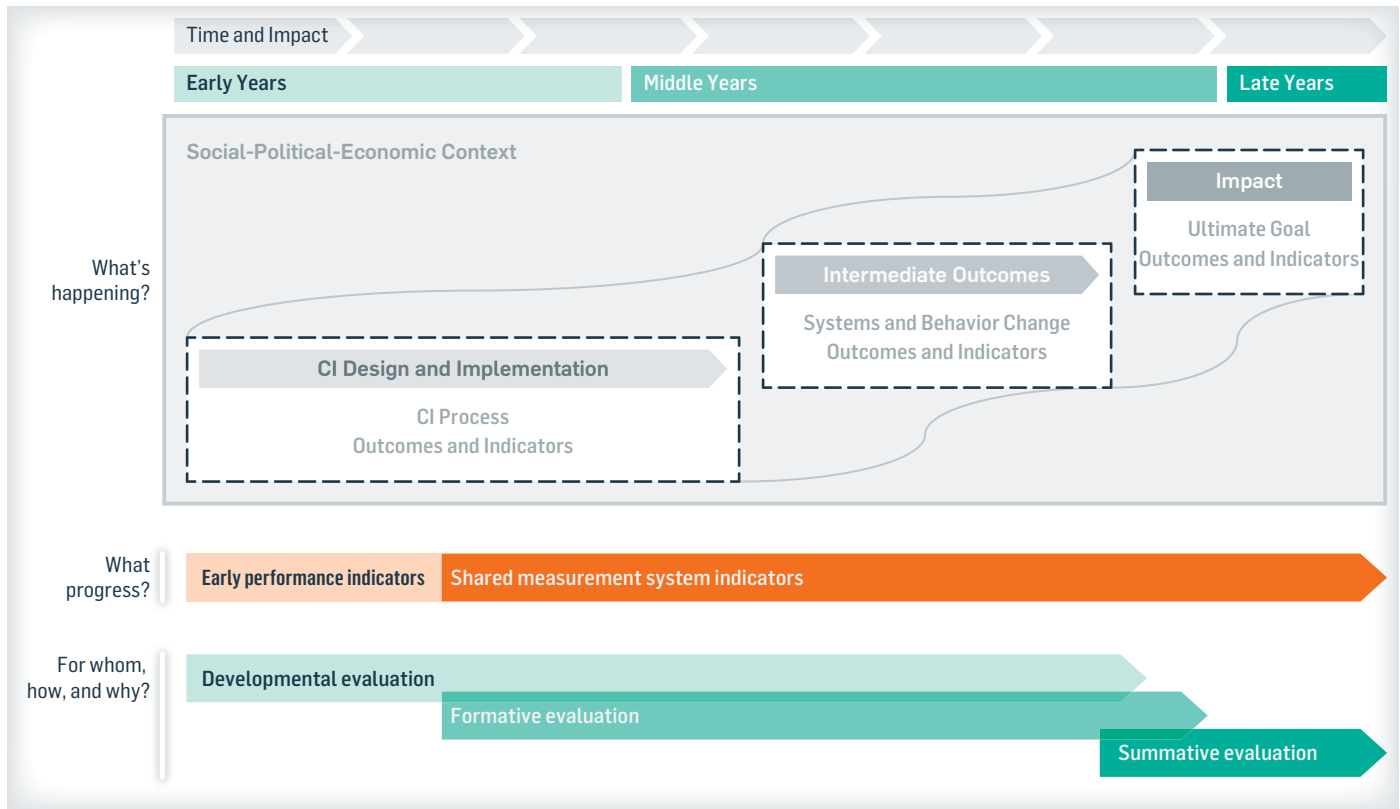 Time and Impact
Early Years
Middle Years
Late Years
Social-Political-Economic Context
Impact
Ultimate Goal
Outcomes and Indicators
What's
happening?
Intermediate Outcomes
Systems and Behavior Change
Outcomes and Indicators
CI Design and Implementation
CI Process
Outcomes and Indicators
What
progress?
Early performance indicators
Shared measurement system indicators
For whom,
how, and why?
Developmental evaluation
Formative evaluation
Summative evaluation